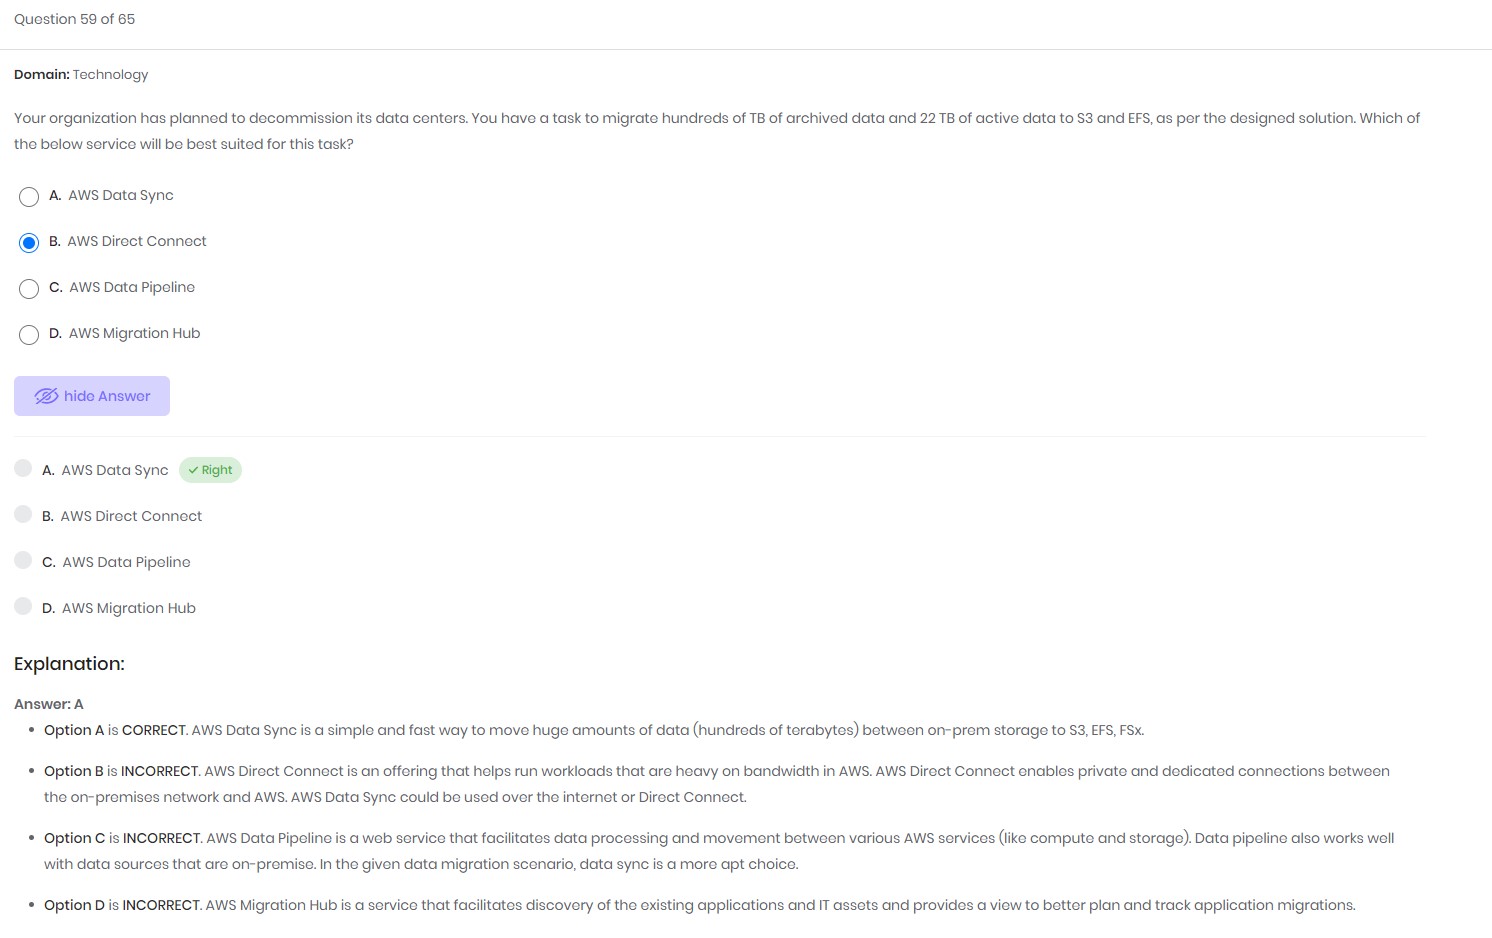 Question 59 of 65
Domain: Technology
Your organization has planned to decommission its data centers. You have a task to migrate hundreds of TB of archived data and 22 TB of active data to S3 and EFS, as per the designed solution. Which of
the below service will be best suited for this task?
A. AWS Data Sync
B. AWS Direct Connect
C. AWS Data Pipeline
D. AWS Migration Hub
hide Answer
A. AWS Data Sync ✓ Right
B. AWS Direct Connect
C. AWS Data Pipeline
D. AWS Migration Hub
Explanation:
Answer: A
• Option A is CORRECT. AWS Data Sync is a simple and fast way to move huge amounts of data (hundreds of terabytes) between on-prem storage to S3, EFS, FSx.
• Option B is INCORRECT. AWS Direct Connect is an offering that helps run workloads that are heavy on bandwidth in AWS. AWS Direct Connect enables private and dedicated connections between
the on-premises network and AWS. AWS Data Sync could be used over the internet or Direct Connect.
• Option C is INCORRECT. AWS Data Pipeline is a web service that facilitates data processing and movement between various AWS services (like compute and storage). Data pipeline also works well
with data sources that are on-premise. In the given data migration scenario, data sync is a more apt choice.
• Option D is INCORRECT. AWS Migration Hub is a service that facilitates discovery of the existing applications and IT assets and provides a view to better plan and track application migrations.